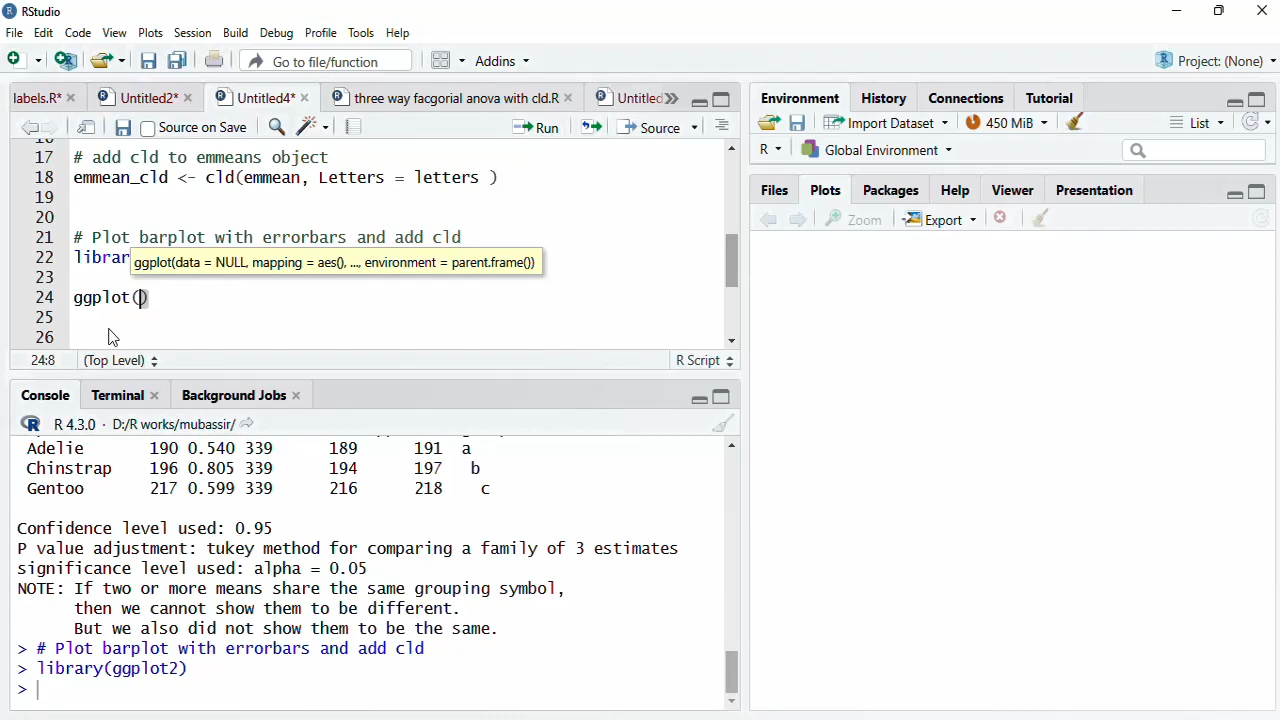 RStudio
File Edit Code View Plots Session Build Debug Profile Tools Help
Go to file/function Addins Project: (None)
labels.R* Untitled2* Untitled4* three way facgorial anova with cld.R Untitled
Source on Save Run Source
17 # add cld to emmeans object
18 emmean_cld <- cld(emmean, Letters = letters )
19
20
21 # Plot barplot with errorbars and add cld
22 librar
ggplot(data = NULL, mapping = aes(), ..., environment = parent.frame())
23
24 ggplot()
25
26
24:8 (Top Level) R Script
Console Terminal Background Jobs
R 4.3.0 · D:/R works/mubassir/
Adelie 190 0.540 339 189 191 a
Chinstrap 196 0.805 339 194 197 b
Gentoo 217 0.599 339 216 218 c
Confidence level used: 0.95
P value adjustment: tukey method for comparing a family of 3 estimates
significance level used: alpha = 0.05
NOTE: If two or more means share the same grouping symbol,
then we cannot show them to be different.
But we also did not show them to be the same.
> # Plot barplot with errorbars and add cld
> library(ggplot2)
>
Environment History Connections Tutorial
Import Dataset 450 MiB List
R Global Environment
Files Plots Packages Help Viewer Presentation
Zoom Export